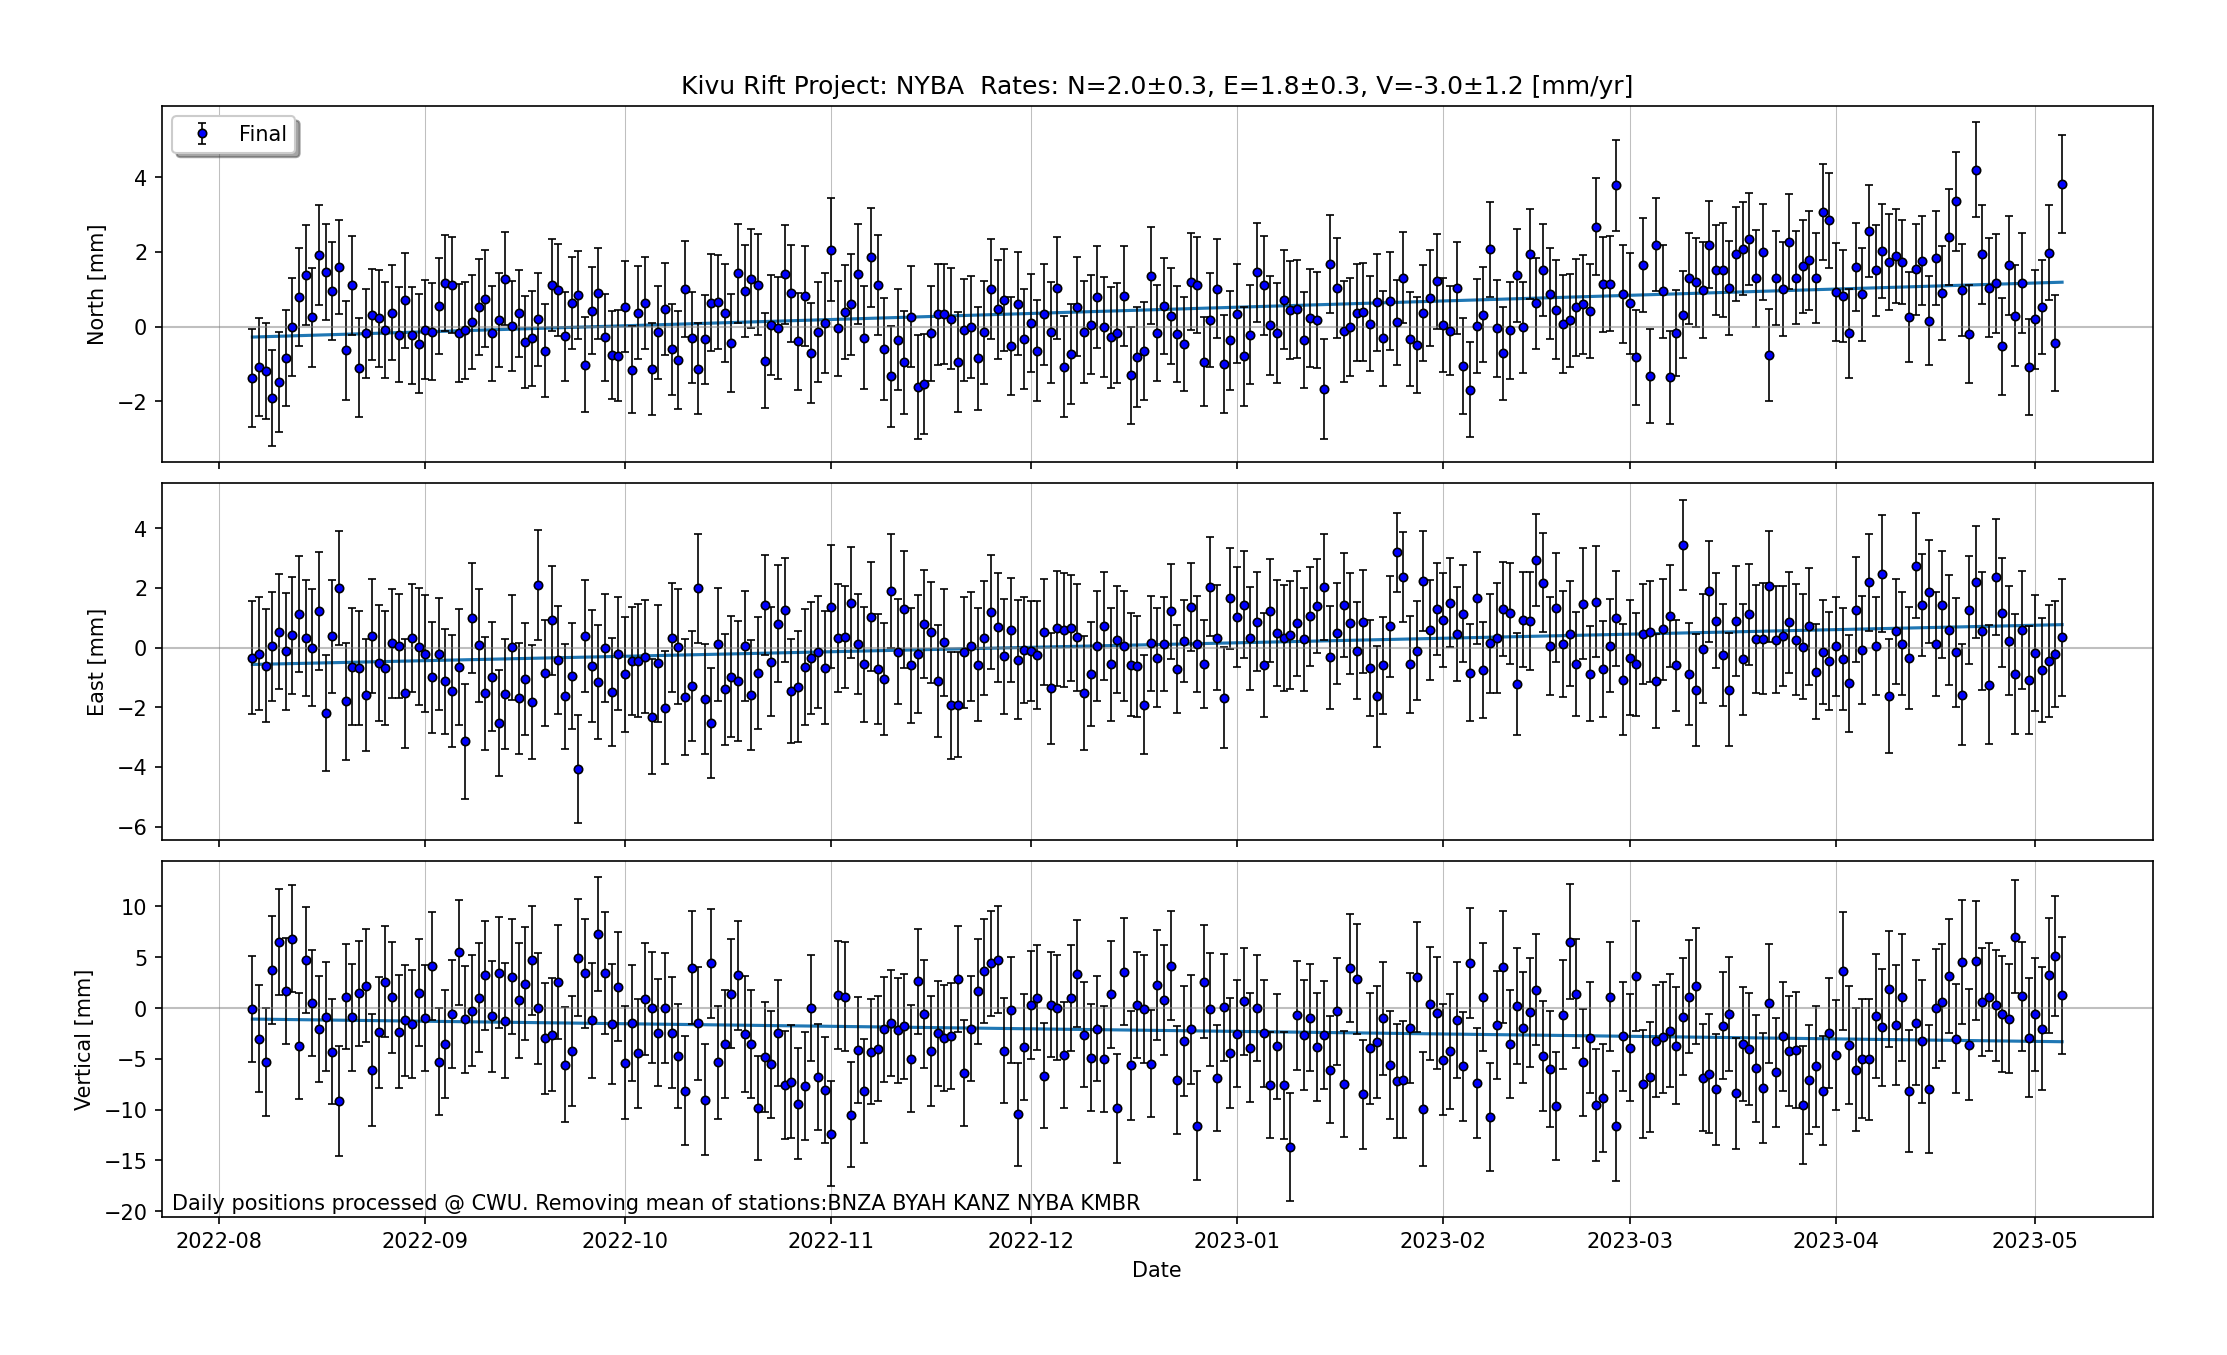 Kivu Rift Project: NYBA  Rates: N=2.0±0.3, E=1.8±0.3, V=-3.0±1.2 [mm/yr]
Final
North [mm]
4
2
0
−2
East [mm]
4
2
0
−2
−4
−6
Vertical [mm]
10
5
0
−5
−10
−15
−20
Daily positions processed @ CWU. Removing mean of stations:BNZA BYAH KANZ NYBA KMBR
2022-08 2022-09 2022-10 2022-11 2022-12 2023-01 2023-02 2023-03 2023-04 2023-05
Date